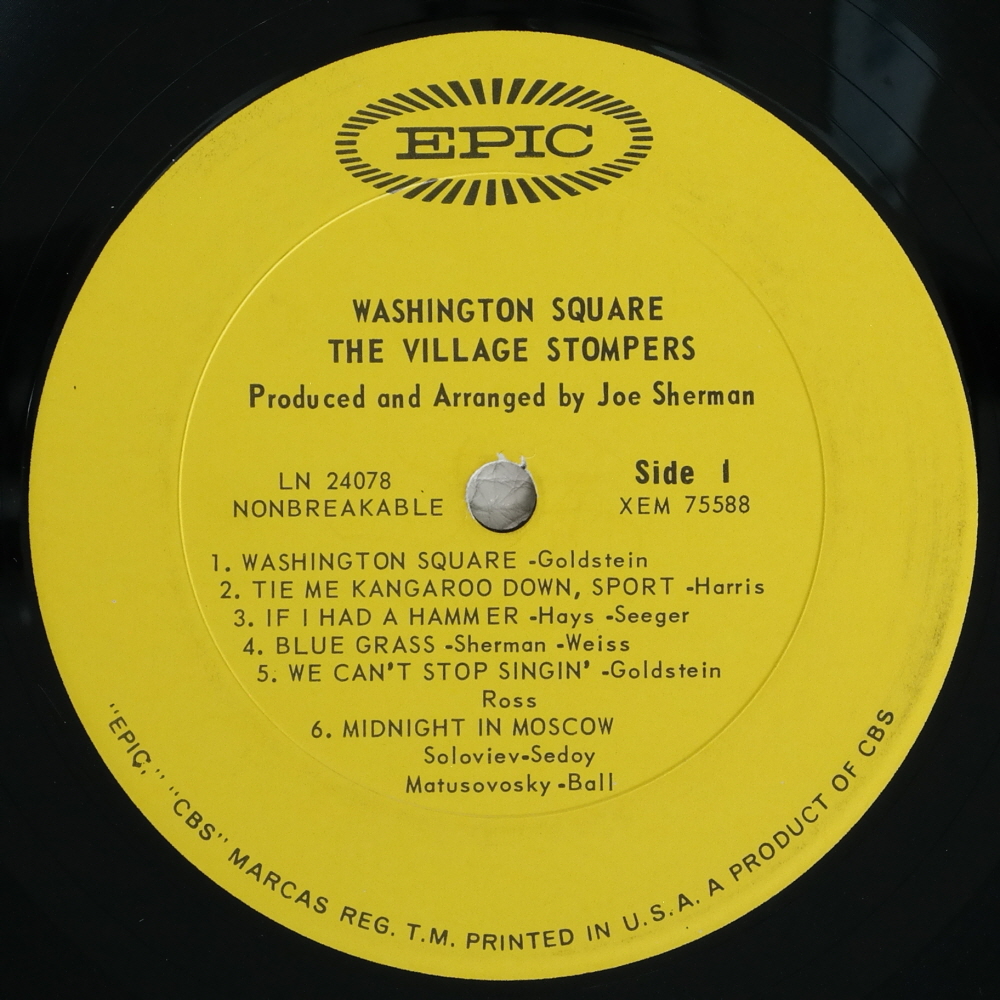 EPIC
WASHINGTON SQUARE
THE VILLAGE STOMPERS
Produced and Arranged by Joe Sherman
LN 24078
NONBREAKABLE
Side 1
XEM 75588
1. WASHINGTON SQUARE -Goldstein
2. TIE ME KANGAROO DOWN, SPORT -Harris
3. IF I HAD A HAMMER -Hays -Seeger
4. BLUE GRASS -Sherman -Weiss
5. WE CAN'T STOP SINGIN' -Goldstein
Ross
6. MIDNIGHT IN MOSCOW
Soloviev-Sedoy
Matusovosky -Ball
"EPIC," "CBS" MARCAS REG. T.M. PRINTED IN U.S.A. A PRODUCT OF CBS